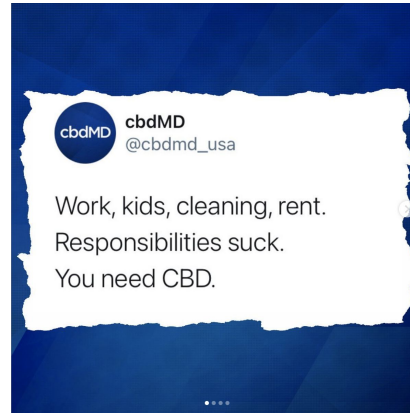 cbdMD
cbdMD
@cbdmd_usa
Work, kids, cleaning, rent.
Responsibilities suck.
You need CBD.